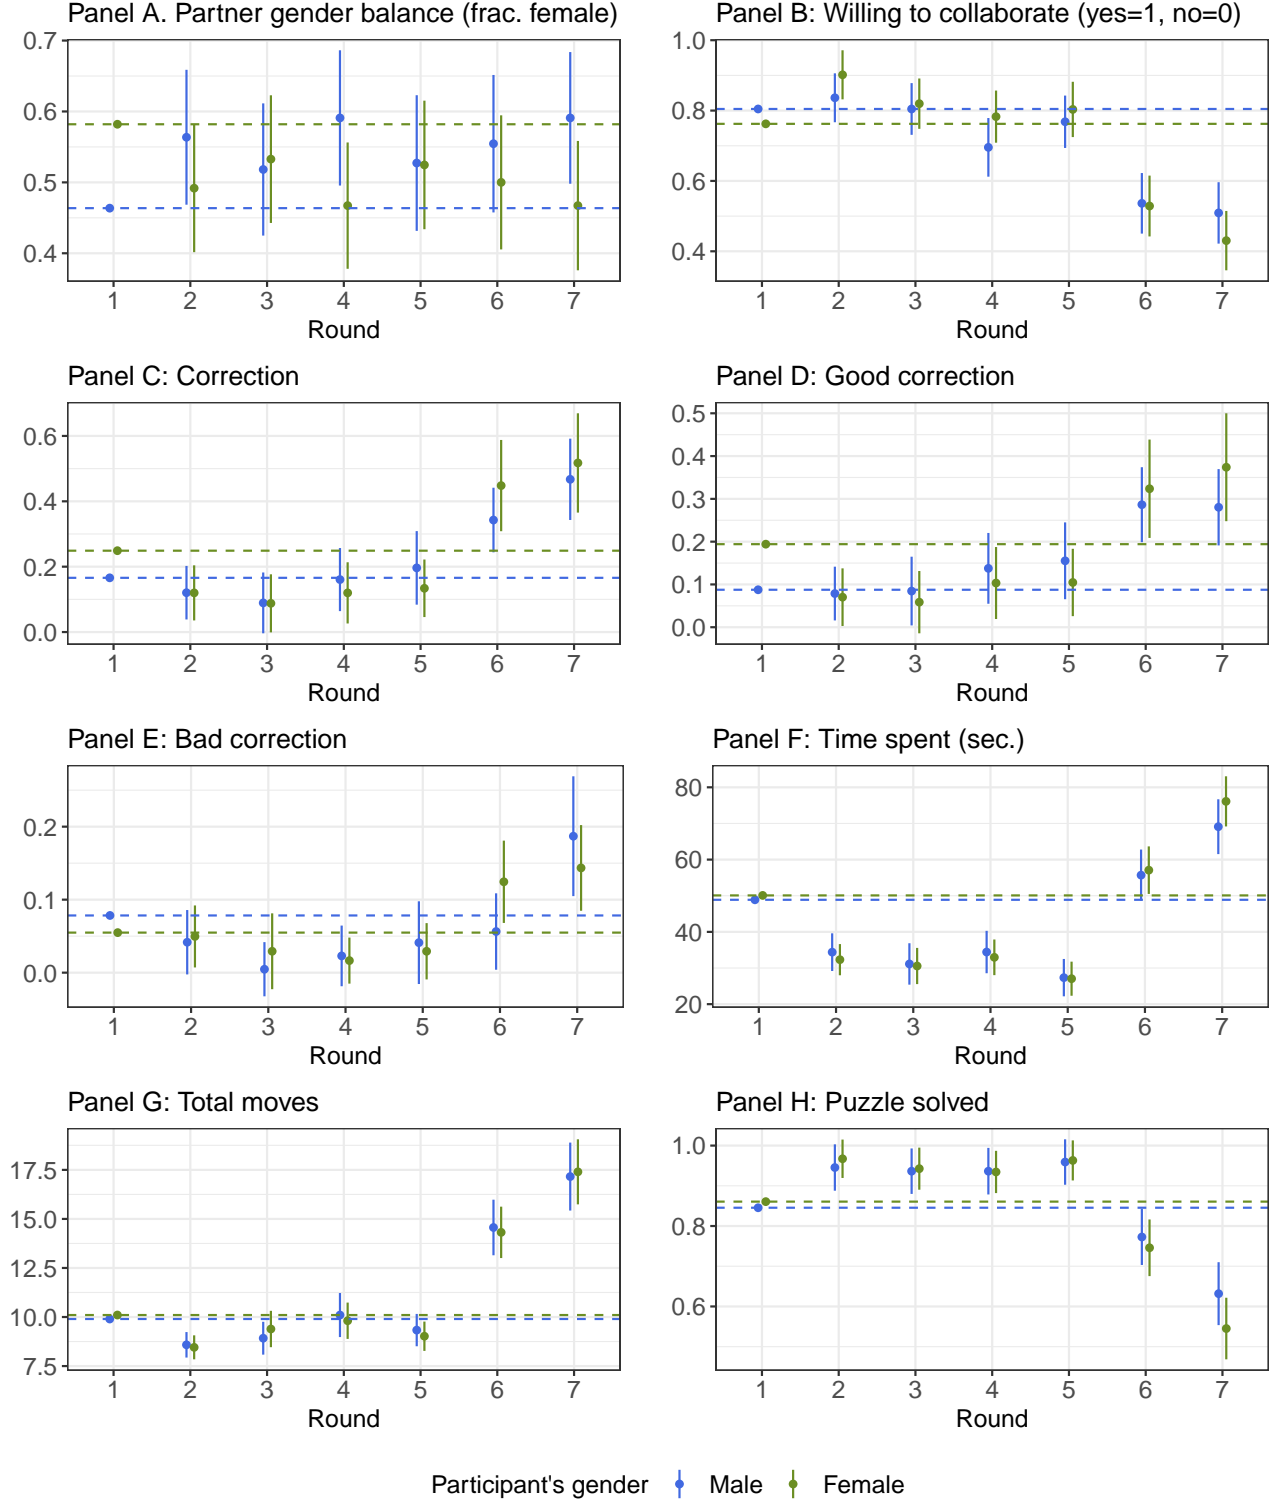 Panel A. Partner gender balance (frac. female)
0.7
0.6
0.5
0.4
1 2 3 4 5 6 7
Round
Panel B: Willing to collaborate (yes=1, no=0)
1.0
0.8
0.6
0.4
1 2 3 4 5 6 7
Round
Panel C: Correction
0.6
0.4
0.2
0.0
1 2 3 4 5 6 7
Round
Panel D: Good correction
0.5
0.4
0.3
0.2
0.1
0.0
1 2 3 4 5 6 7
Round
Panel E: Bad correction
0.2
0.1
0.0
1 2 3 4 5 6 7
Round
Panel F: Time spent (sec.)
80
60
40
20
1 2 3 4 5 6 7
Round
Panel G: Total moves
17.5
15.0
12.5
10.0
7.5
1 2 3 4 5 6 7
Round
Panel H: Puzzle solved
1.0
0.8
0.6
1 2 3 4 5 6 7
Round
Participant's gender Male Female